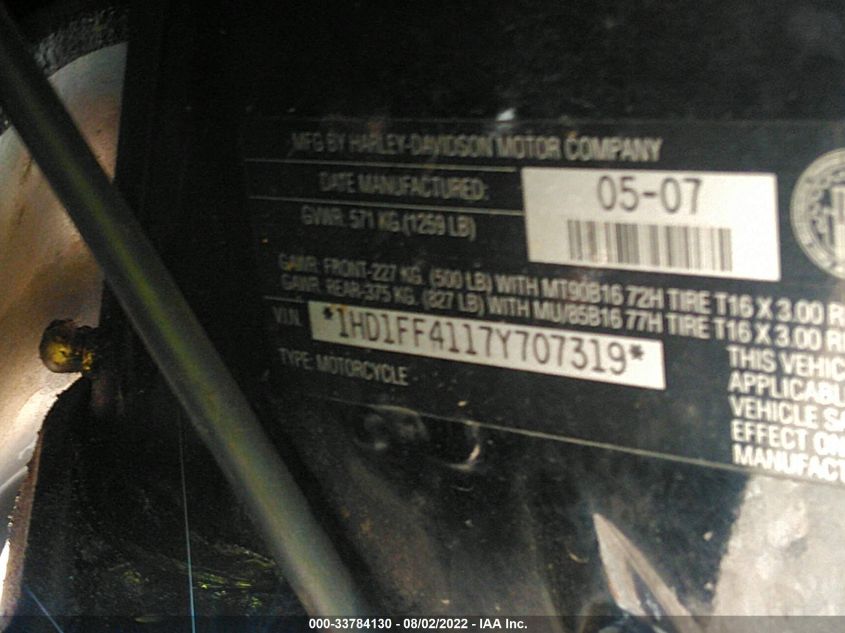 MFG BY HARLEY-DAVIDSON MOTOR COMPANY
DATE MANUFACTURED: 05-07
GVWR: 571 KG.(1259 LB)
GAWR: FRONT-227 KG. (500 LB) WITH MT90B16 72H TIRE T16 X 3.00 RI
GAWR: REAR-375 KG. (827 LB) WITH MU/85B16 77H TIRE T16 X 3.00 RI
V.I.N. *1HD1FF4117Y707319*
TYPE: MOTORCYCLE
THIS VEHIC
APPLICABL
VEHICLE SA
EFFECT ON
MANUFACT
000-33784130 - 08/02/2022 - IAA Inc.